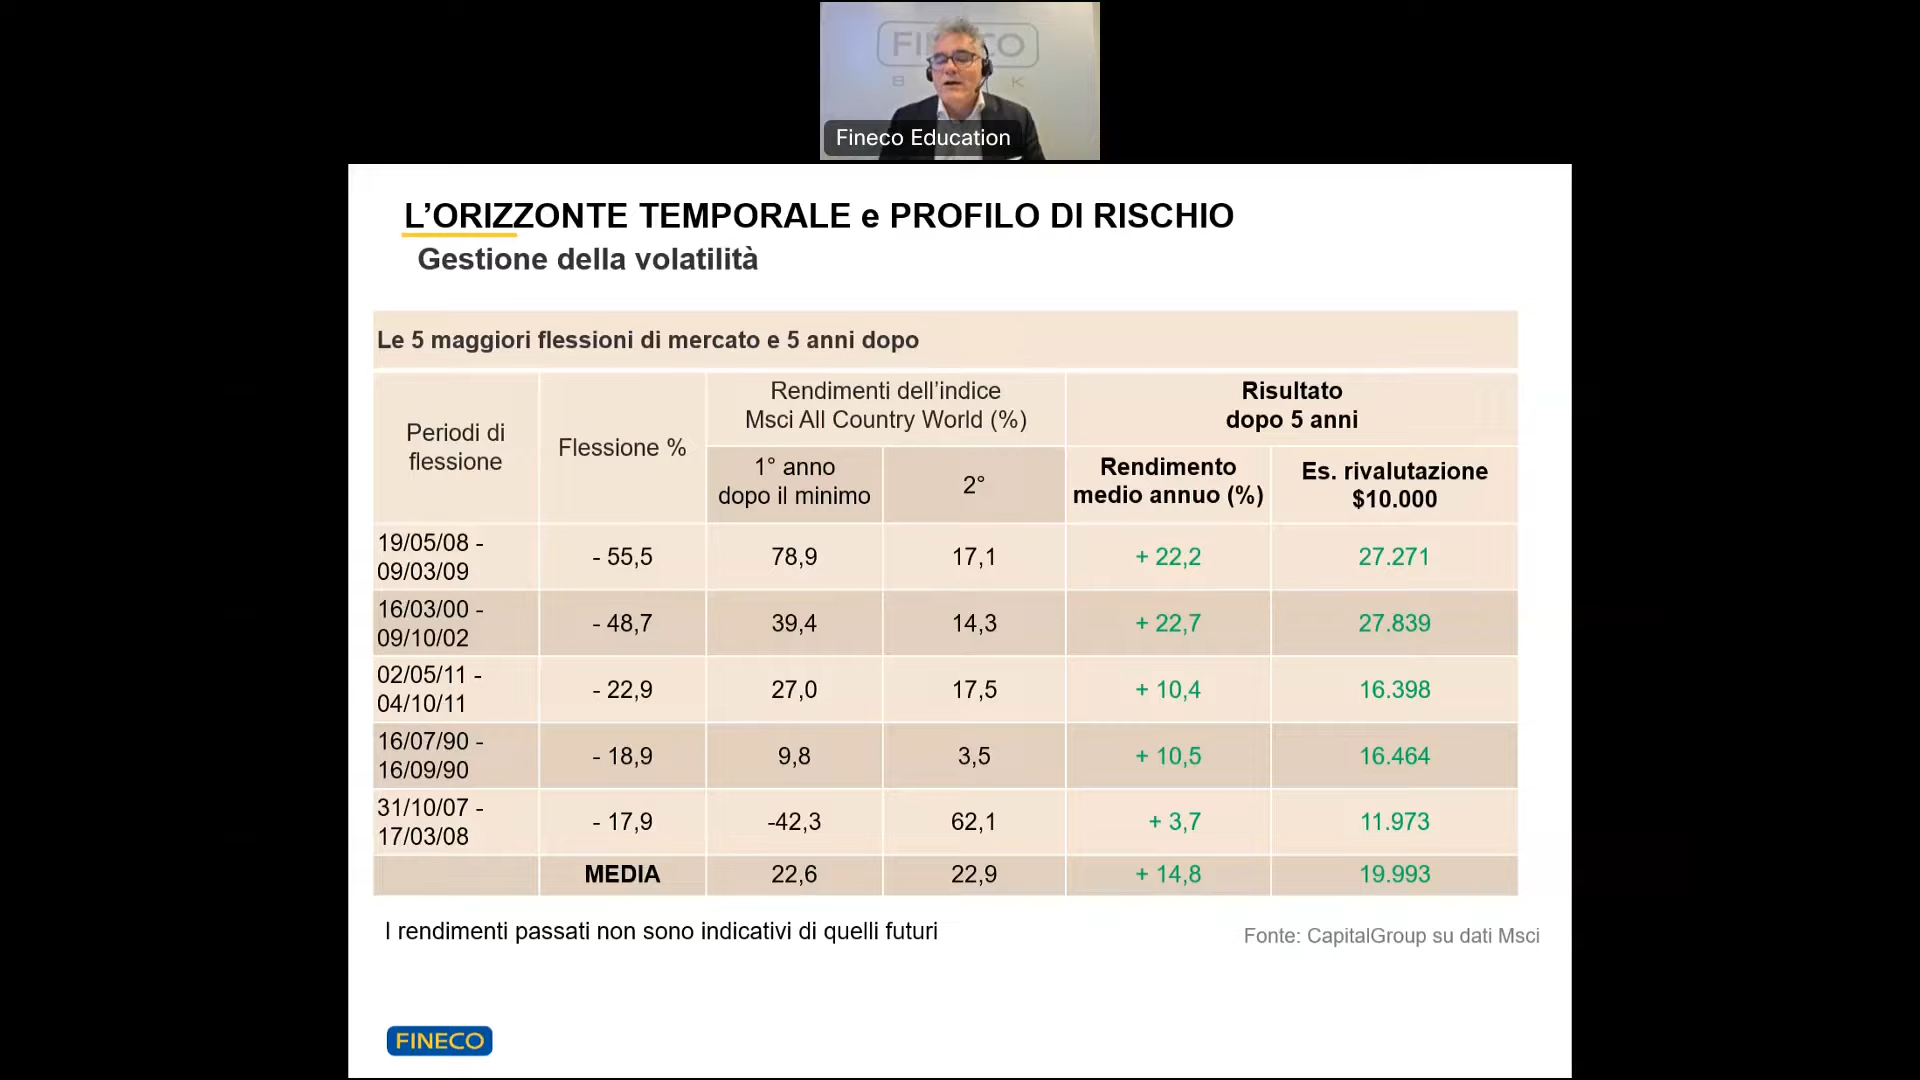 FINECO
B K
Fineco Education
L’ORIZZONTE TEMPORALE e PROFILO DI RISCHIO
Gestione della volatilità
Le 5 maggiori flessioni di mercato e 5 anni dopo
Periodi di
flessione
Flessione %
Rendimenti dell’indice
Msci All Country World (%)
Risultato
dopo 5 anni
1° anno
dopo il minimo
2°
Rendimento
medio annuo (%)
Es. rivalutazione
$10.000
19/05/08 -
09/03/09
- 55,5
78,9
17,1
+ 22,2
27.271
16/03/00 -
09/10/02
- 48,7
39,4
14,3
+ 22,7
27.839
02/05/11 -
04/10/11
- 22,9
27,0
17,5
+ 10,4
16.398
16/07/90 -
16/09/90
- 18,9
9,8
3,5
+ 10,5
16.464
31/10/07 -
17/03/08
- 17,9
-42,3
62,1
+ 3,7
11.973
MEDIA
22,6
22,9
+ 14,8
19.993
I rendimenti passati non sono indicativi di quelli futuri
Fonte: CapitalGroup su dati Msci
FINECO